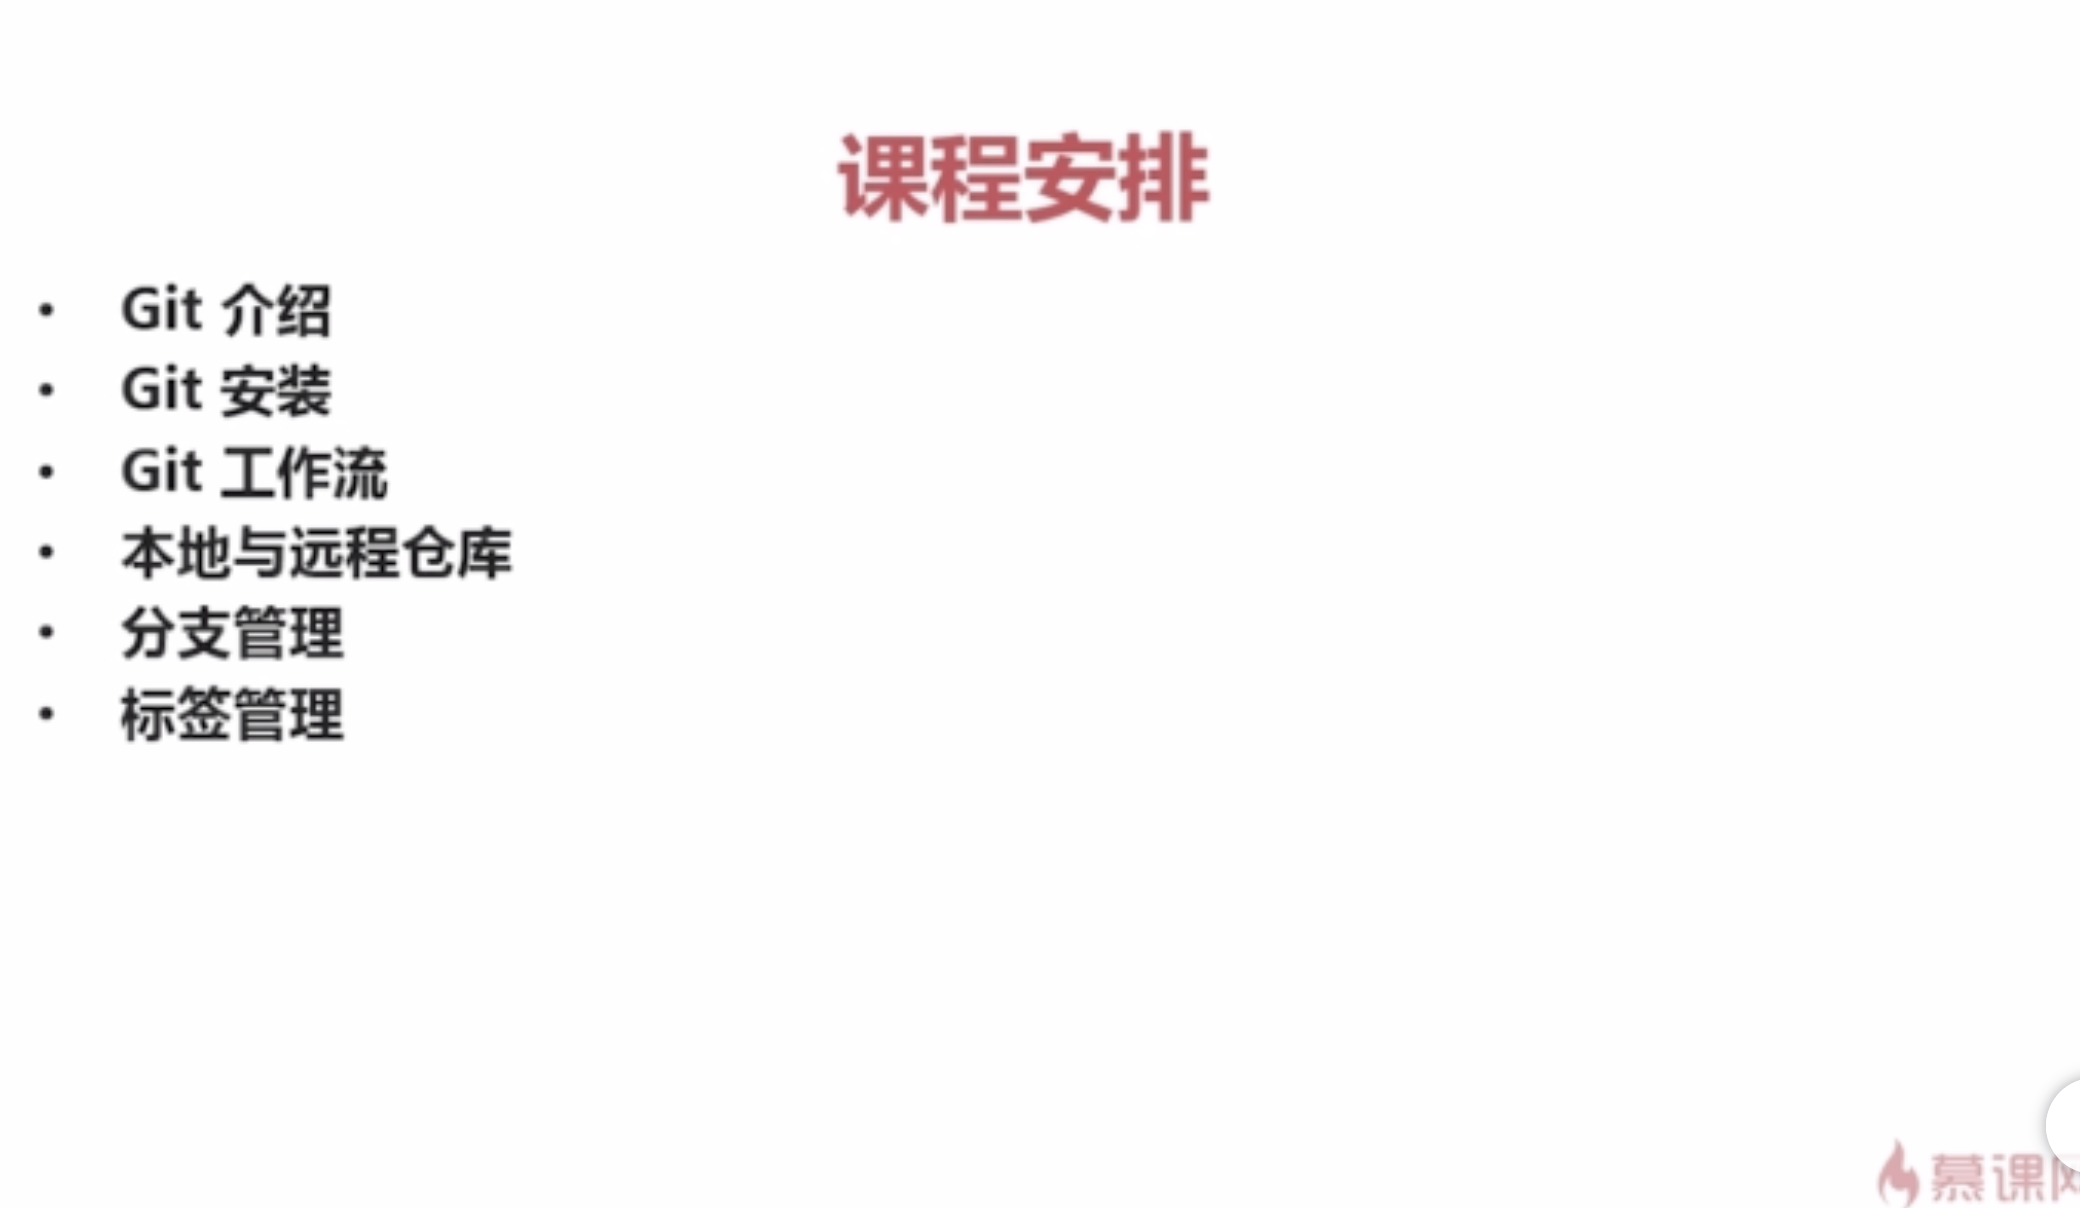 课程安排
• Git 介绍
• Git 安装
• Git 工作流
• 本地与远程仓库
• 分支管理
• 标签管理
慕课网